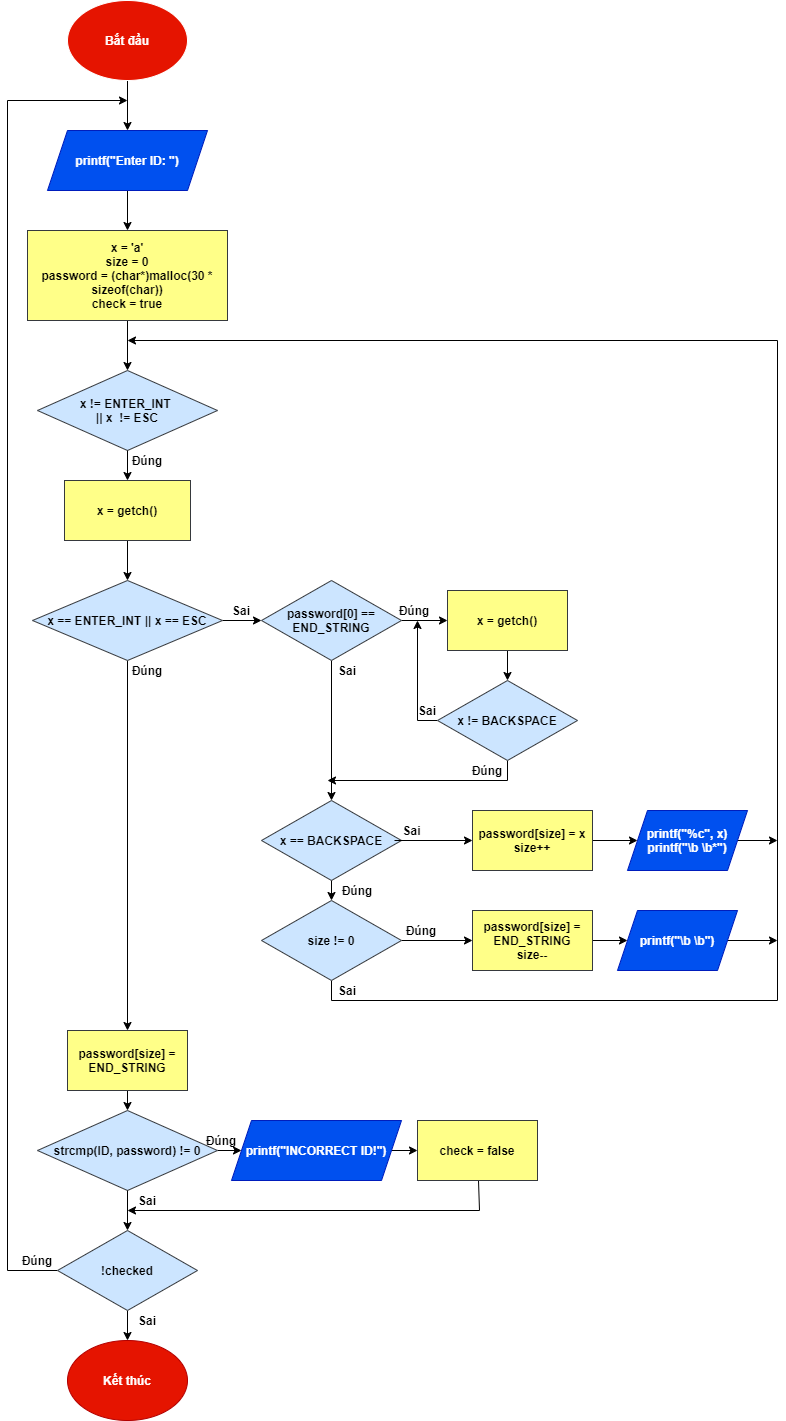 Bắt đầu
printf("Enter ID: ")
x = 'a'
size = 0
password = (char*)malloc(30 *
sizeof(char))
check = true
x != ENTER_INT
|| x  != ESC
Đúng
x = getch()
x == ENTER_INT || x == ESC
Sai
password[0] ==
END_STRING
Đúng
x = getch()
Đúng
Sai
Sai
x != BACKSPACE
Đúng
x == BACKSPACE
Sai
password[size] = x
size++
printf("%c", x)
printf("\b \b*")
Đúng
size != 0
Đúng
password[size] =
END_STRING
size--
printf("\b \b")
Sai
password[size] =
END_STRING
strcmp(ID, password) != 0
Đúng
printf("INCORRECT ID!")
check = false
Sai
!checked
Đúng
Sai
Kết thúc